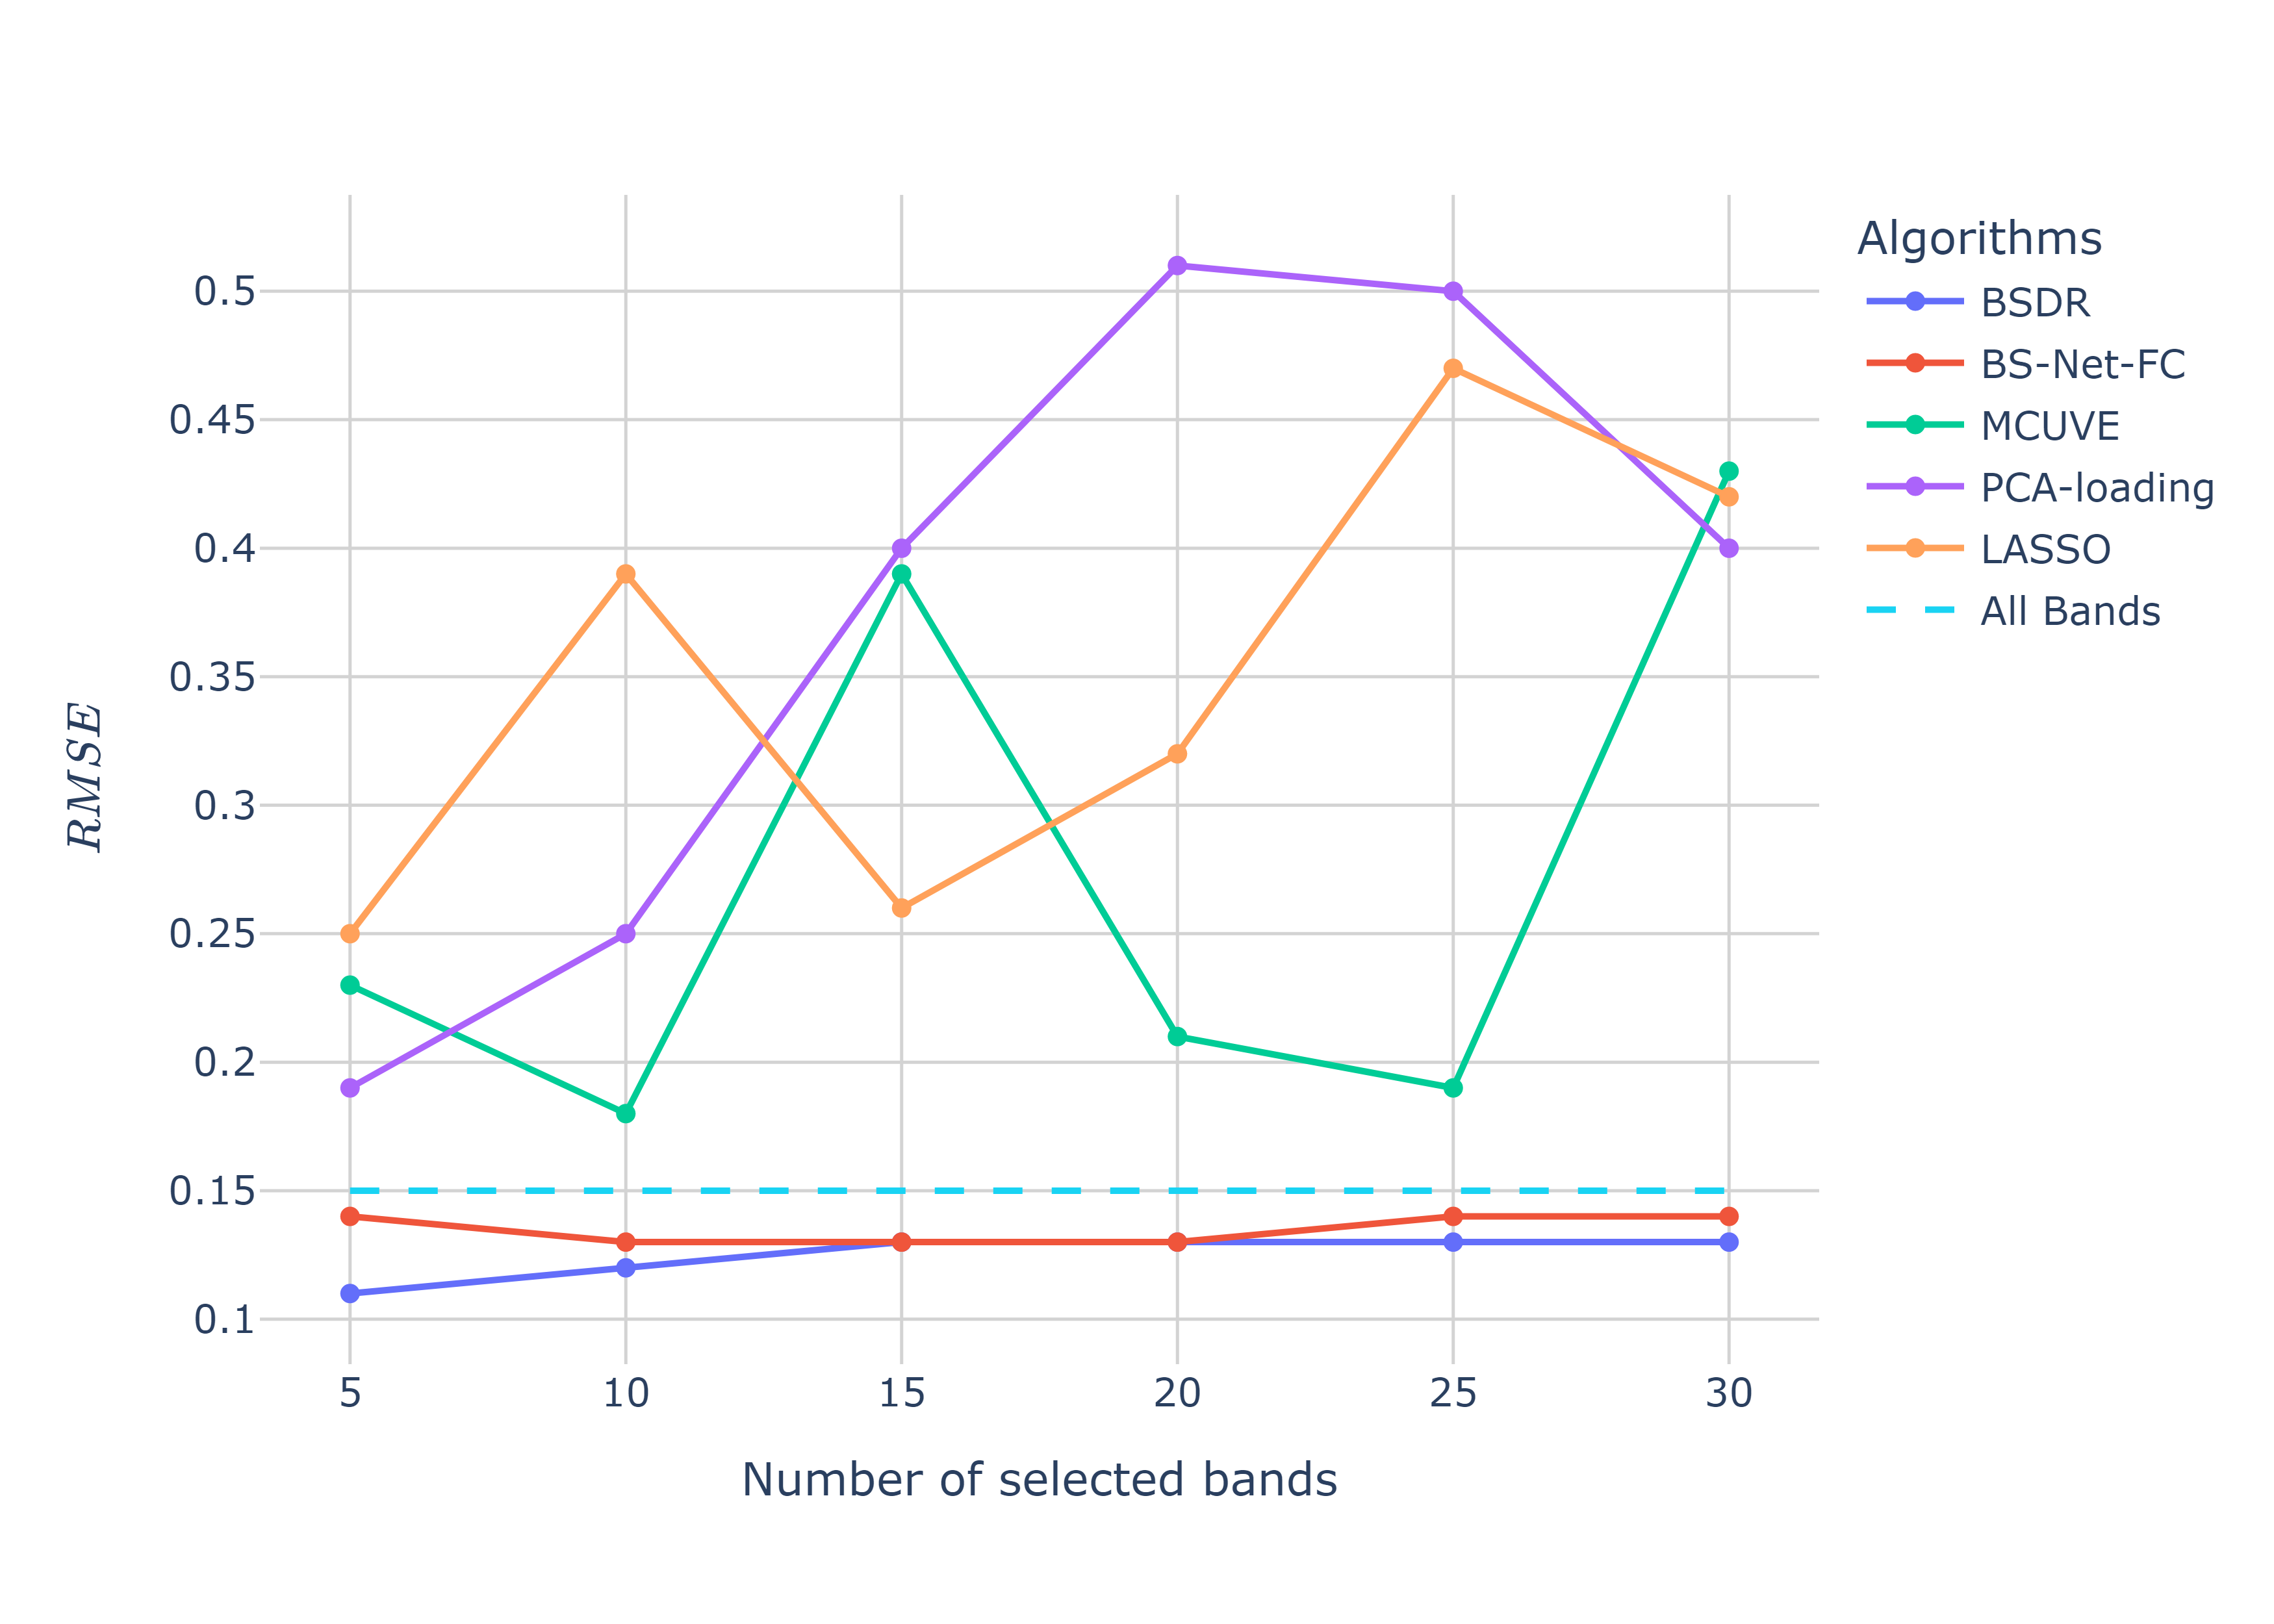 Algorithms
BSDR
BS-Net-FC
MCUVE
PCA-loading
LASSO
All Bands
RMSE
0.5
0.45
0.4
0.35
0.3
0.25
0.2
0.15
0.1
5 10 15 20 25 30
Number of selected bands